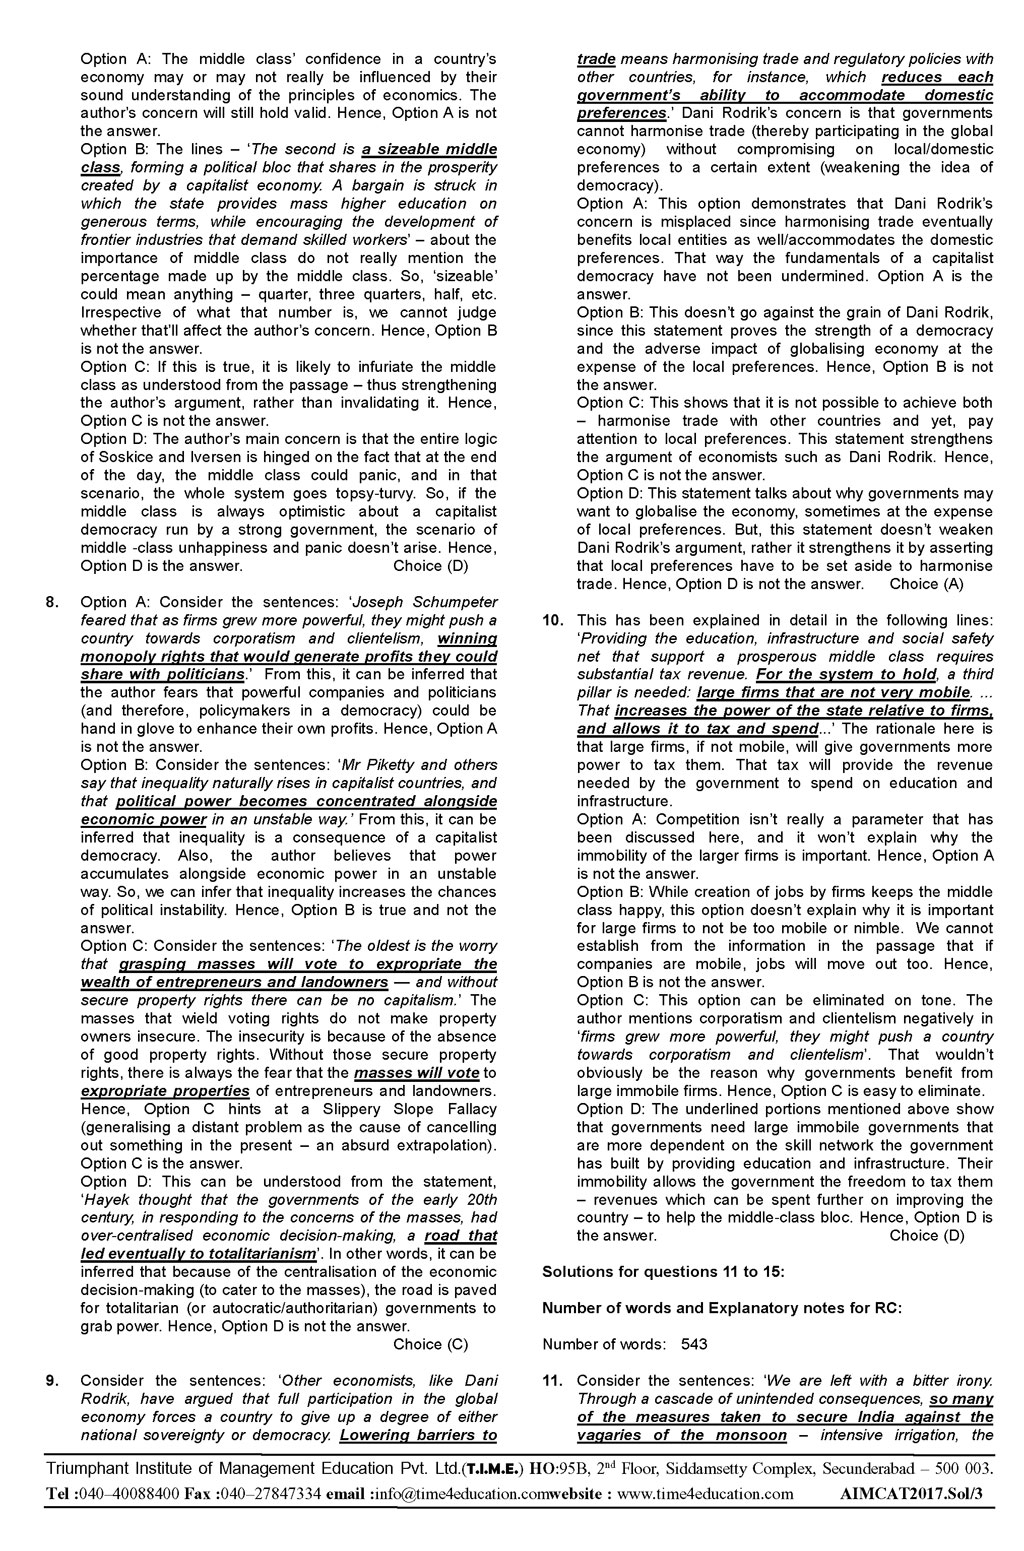 Option A: The middle class' confidence in a country's
economy may or may not really be influenced by their
sound understanding of the principles of economics. The
author's concern will still hold valid. Hence, Option A is not
the answer.
Option B: The lines – 'The second is a sizeable middle
class, forming a political bloc that shares in the prosperity
created by a capitalist economy. A bargain is struck in
which the state provides mass higher education on
generous terms, while encouraging the development of
frontier industries that demand skilled workers' – about the
importance of middle class do not really mention the
percentage made up by the middle class. So, 'sizeable'
could mean anything – quarter, three quarters, half, etc.
Irrespective of what that number is, we cannot judge
whether that'll affect the author's concern. Hence, Option B
is not the answer.
Option C: If this is true, it is likely to infuriate the middle
class as understood from the passage – thus strengthening
the author's argument, rather than invalidating it. Hence,
Option C is not the answer.
Option D: The author's main concern is that the entire logic
of Soskice and Iversen is hinged on the fact that at the end
of the day, the middle class could panic, and in that
scenario, the whole system goes topsy-turvy. So, if the
middle class is always optimistic about a capitalist
democracy run by a strong government, the scenario of
middle -class unhappiness and panic doesn't arise. Hence,
Option D is the answer. Choice (D)
8. Option A: Consider the sentences: 'Joseph Schumpeter
feared that as firms grew more powerful, they might push a
country towards corporatism and clientelism, winning
monopoly rights that would generate profits they could
share with politicians.' From this, it can be inferred that
the author fears that powerful companies and politicians
(and therefore, policymakers in a democracy) could be
hand in glove to enhance their own profits. Hence, Option A
is not the answer.
Option B: Consider the sentences: 'Mr Piketty and others
say that inequality naturally rises in capitalist countries, and
that political power becomes concentrated alongside
economic power in an unstable way.' From this, it can be
inferred that inequality is a consequence of a capitalist
democracy. Also, the author believes that power
accumulates alongside economic power in an unstable
way. So, we can infer that inequality increases the chances
of political instability. Hence, Option B is true and not the
answer.
Option C: Consider the sentences: 'The oldest is the worry
that grasping masses will vote to expropriate the
wealth of entrepreneurs and landowners — and without
secure property rights there can be no capitalism.' The
masses that wield voting rights do not make property
owners insecure. The insecurity is because of the absence
of good property rights. Without those secure property
rights, there is always the fear that the masses will vote to
expropriate properties of entrepreneurs and landowners.
Hence, Option C hints at a Slippery Slope Fallacy
(generalising a distant problem as the cause of cancelling
out something in the present – an absurd extrapolation).
Option C is the answer.
Option D: This can be understood from the statement,
'Hayek thought that the governments of the early 20th
century, in responding to the concerns of the masses, had
over-centralised economic decision-making, a road that
led eventually to totalitarianism'. In other words, it can be
inferred that because of the centralisation of the economic
decision-making (to cater to the masses), the road is paved
for totalitarian (or autocratic/authoritarian) governments to
grab power. Hence, Option D is not the answer.
Choice (C)
9. Consider the sentences: 'Other economists, like Dani
Rodrik, have argued that full participation in the global
economy forces a country to give up a degree of either
national sovereignty or democracy. Lowering barriers to
trade means harmonising trade and regulatory policies with
other countries, for instance, which reduces each
government's ability to accommodate domestic
preferences.' Dani Rodrik's concern is that governments
cannot harmonise trade (thereby participating in the global
economy) without compromising on local/domestic
preferences to a certain extent (weakening the idea of
democracy).
Option A: This option demonstrates that Dani Rodrik's
concern is misplaced since harmonising trade eventually
benefits local entities as well/accommodates the domestic
preferences. That way the fundamentals of a capitalist
democracy have not been undermined. Option A is the
answer.
Option B: This doesn't go against the grain of Dani Rodrik,
since this statement proves the strength of a democracy
and the adverse impact of globalising economy at the
expense of the local preferences. Hence, Option B is not
the answer.
Option C: This shows that it is not possible to achieve both
– harmonise trade with other countries and yet, pay
attention to local preferences. This statement strengthens
the argument of economists such as Dani Rodrik. Hence,
Option C is not the answer.
Option D: This statement talks about why governments may
want to globalise the economy, sometimes at the expense
of local preferences. But, this statement doesn't weaken
Dani Rodrik's argument, rather it strengthens it by asserting
that local preferences have to be set aside to harmonise
trade. Hence, Option D is not the answer. Choice (A)
10. This has been explained in detail in the following lines:
'Providing the education, infrastructure and social safety
net that support a prosperous middle class requires
substantial tax revenue. For the system to hold, a third
pillar is needed: large firms that are not very mobile. ...
That increases the power of the state relative to firms,
and allows it to tax and spend...' The rationale here is
that large firms, if not mobile, will give governments more
power to tax them. That tax will provide the revenue
needed by the government to spend on education and
infrastructure.
Option A: Competition isn't really a parameter that has
been discussed here, and it won't explain why the
immobility of the larger firms is important. Hence, Option A
is not the answer.
Option B: While creation of jobs by firms keeps the middle
class happy, this option doesn't explain why it is important
for large firms to not be too mobile or nimble. We cannot
establish from the information in the passage that if
companies are mobile, jobs will move out too. Hence,
Option B is not the answer.
Option C: This option can be eliminated on tone. The
author mentions corporatism and clientelism negatively in
'firms grew more powerful, they might push a country
towards corporatism and clientelism'. That wouldn't
obviously be the reason why governments benefit from
large immobile firms. Hence, Option C is easy to eliminate.
Option D: The underlined portions mentioned above show
that governments need large immobile governments that
are more dependent on the skill network the government
has built by providing education and infrastructure. Their
immobility allows the government the freedom to tax them
– revenues which can be spent further on improving the
country – to help the middle-class bloc. Hence, Option D is
the answer. Choice (D)
Solutions for questions 11 to 15:
Number of words and Explanatory notes for RC:
Number of words: 543
11. Consider the sentences: 'We are left with a bitter irony.
Through a cascade of unintended consequences, so many
of the measures taken to secure India against the
vagaries of the monsoon – intensive irrigation, the
Triumphant Institute of Management Education Pvt. Ltd.(T.I.M.E.) HO:95B, 2nd Floor, Siddamsetty Complex, Secunderabad – 500 003.
Tel :040–40088400 Fax :040–27847334 email :info@time4education.comwebsite : www.time4education.com AIMCAT2017.Sol/3